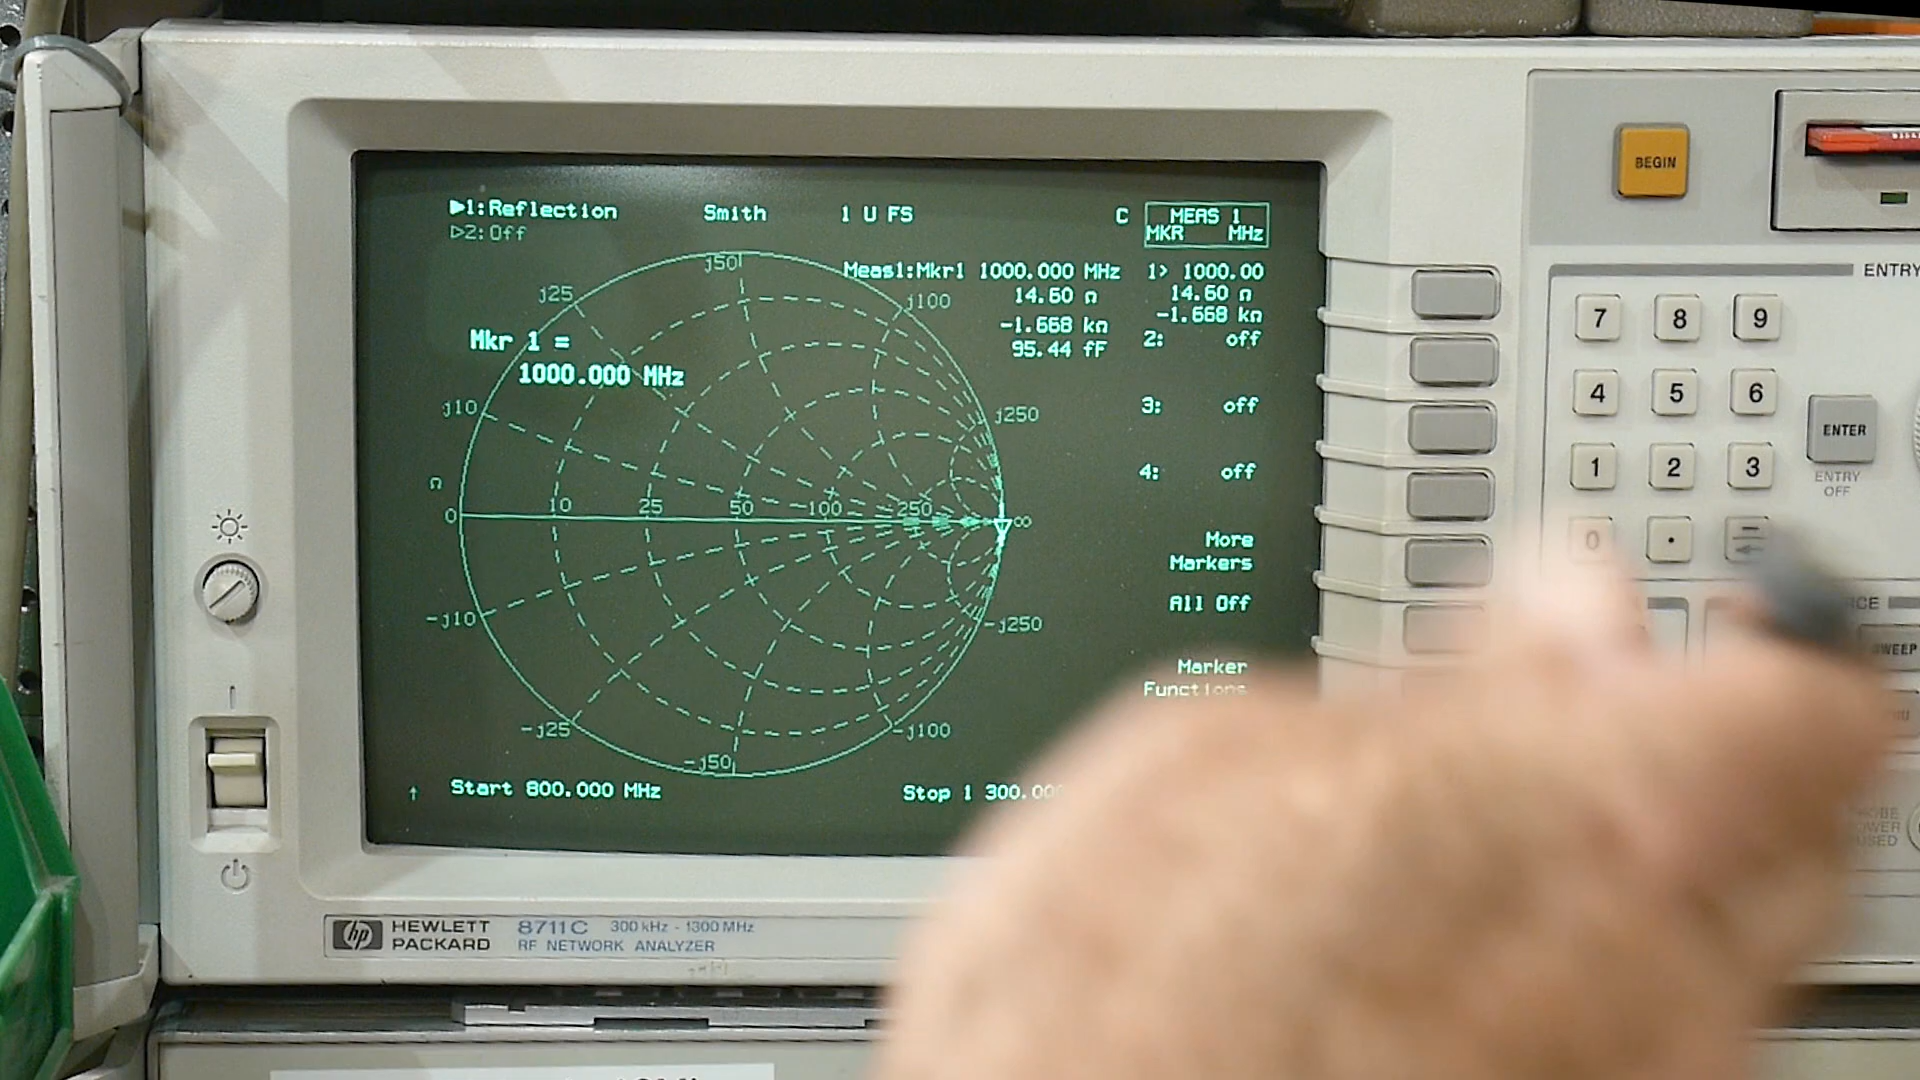 ▶1:Reflection Smith 1 U FS C MEAS 1
▷2:Off MKR MHz
Meas1:Mkr1 1000.000 MHz 1> 1000.00
14.60 Ω 14.60 Ω
-1.668 kΩ -1.668 kΩ
95.44 fF
2: off
3: off
4: off
Mkr 1 =
1000.000 MHz
j50
j25 j100
j10 j250
Ω
0 10 25 50 100 250 ∞
-j10 -j250
-j25 -j100
-j50
More
Markers
All Off
Marker
Functions
↑ Start 800.000 MHz Stop 1 300.00
hp HEWLETT PACKARD
8711C 300 kHz - 1300 MHz
RF NETWORK ANALYZER
BEGIN
ENTRY
7 8 9
4 5 6
ENTER
1 2 3
ENTRY
OFF
0 .